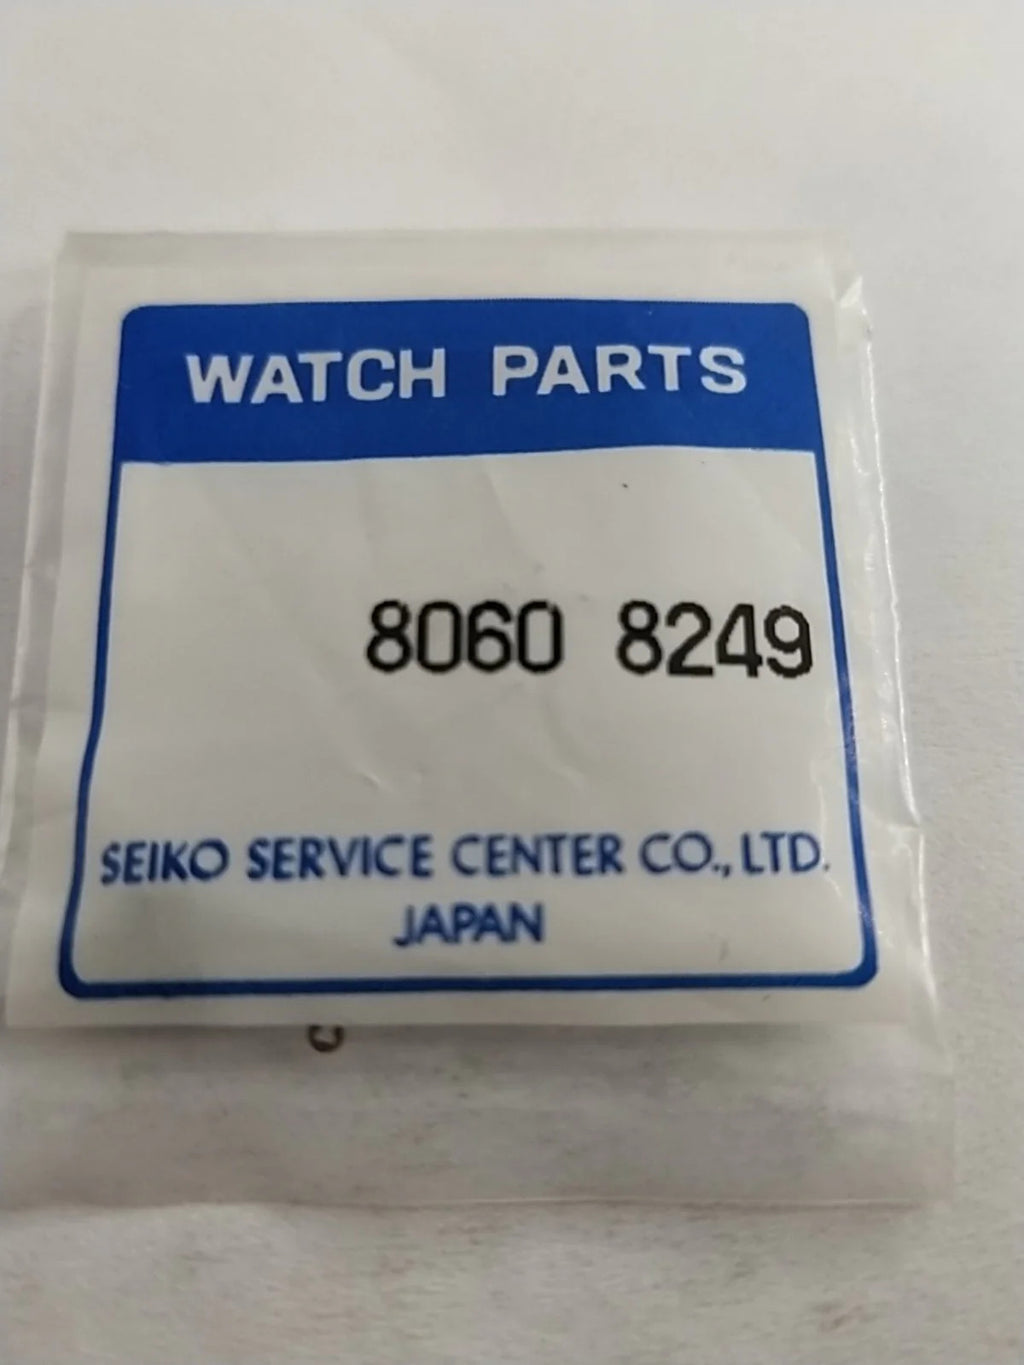 WATCH PARTS
8060 8249
SEIKO SERVICE CENTER CO., LTD.
JAPAN